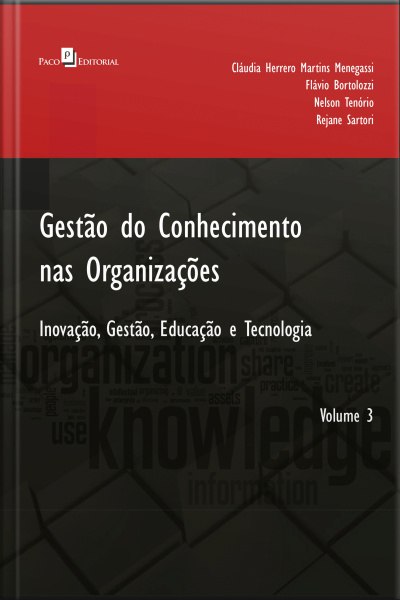 PACO EDITORIAL
Cláudia Herrero Martins Menegassi
Flávio Bortolozzi
Nelson Tenório
Rejane Sartori
Gestão do Conhecimento
nas Organizações
Inovação, Gestão, Educação e Tecnologia
organization
share
practice
create
people
use
assets
knowledge
information
Volume 3